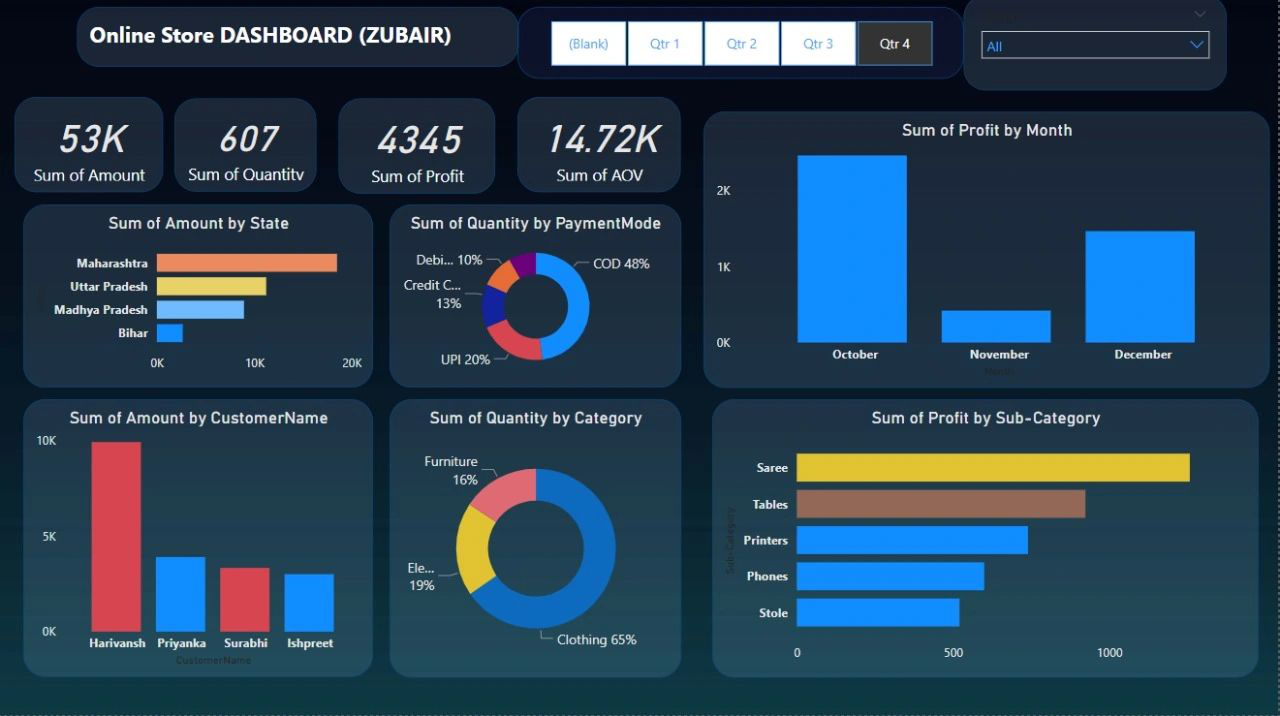 Online Store DASHBOARD (ZUBAIR)
(Blank)
Qtr 1
Qtr 2
Qtr 3
Qtr 4
All
53K
Sum of Amount
607
Sum of Quantity
4345
Sum of Profit
14.72K
Sum of AOV
Sum of Profit by Month
2K
1K
0K
October
November
December
Month
Sum of Amount by State
Maharashtra
Uttar Pradesh
Madhya Pradesh
Bihar
0K
10K
20K
Sum of Quantity by PaymentMode
Debi... 10%
COD 48%
Credit C...
13%
UPI 20%
Sum of Amount by CustomerName
10K
5K
0K
Harivansh
Priyanka
Surabhi
Ishpreet
CustomerName
Sum of Quantity by Category
Furniture
16%
Ele...
19%
Clothing 65%
Sum of Profit by Sub-Category
Sub-Category
Saree
Tables
Printers
Phones
Stole
0
500
1000